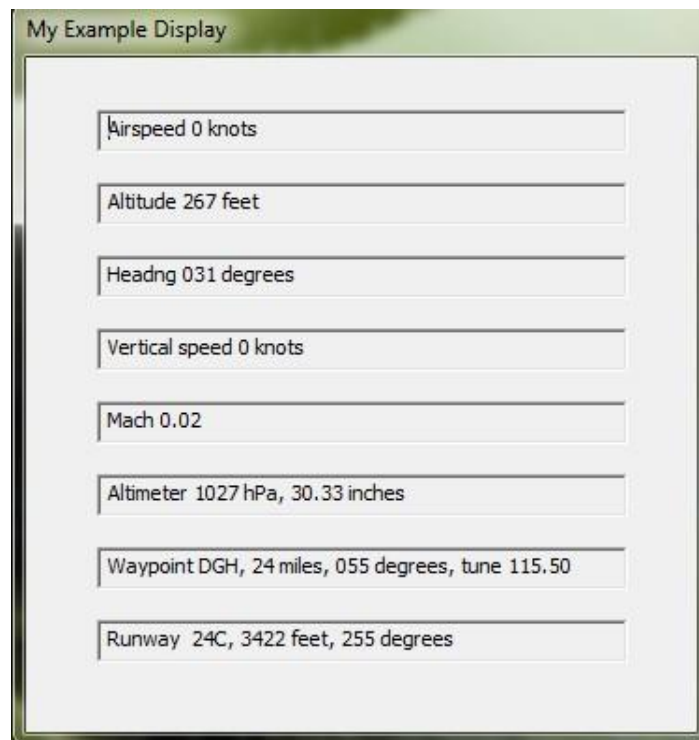 My Example Display
Airspeed 0 knots
Altitude 267 feet
Headng 031 degrees
Vertical speed 0 knots
Mach 0.02
Altimeter 1027 hPa, 30.33 inches
Waypoint DGH, 24 miles, 055 degrees, tune 115.50
Runway  24C, 3422 feet, 255 degrees